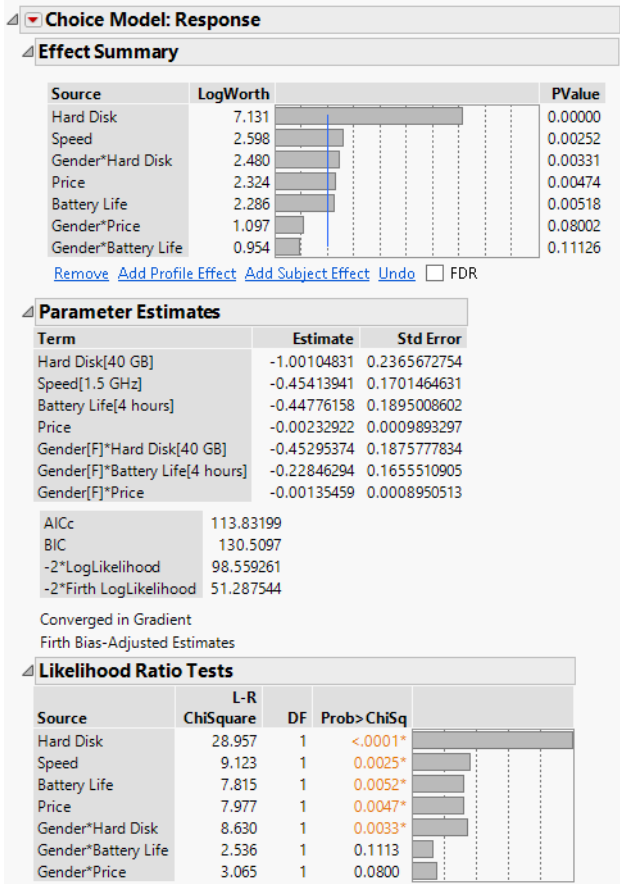 Choice Model: Response
Effect Summary
Source LogWorth PValue
Hard Disk 7.131 0.00000
Speed 2.598 0.00252
Gender*Hard Disk 2.480 0.00331
Price 2.324 0.00474
Battery Life 2.286 0.00518
Gender*Price 1.097 0.08002
Gender*Battery Life 0.954 0.11126
Remove Add Profile Effect Add Subject Effect Undo FDR
Parameter Estimates
Term Estimate Std Error
Hard Disk[40 GB] -1.00104831 0.2365672754
Speed[1.5 GHz] -0.45413941 0.1701464631
Battery Life[4 hours] -0.44776158 0.1895008602
Price -0.00232922 0.0009893297
Gender[F]*Hard Disk[40 GB] -0.45295374 0.1875777834
Gender[F]*Battery Life[4 hours] -0.22846294 0.1655510905
Gender[F]*Price -0.00135459 0.0008950513
AICc 113.83199
BIC 130.5097
-2*LogLikelihood 98.559261
-2*Firth LogLikelihood 51.287544
Converged in Gradient
Firth Bias-Adjusted Estimates
Likelihood Ratio Tests
L-R
Source ChiSquare DF Prob>ChiSq
Hard Disk 28.957 1 <.0001*
Speed 9.123 1 0.0025*
Battery Life 7.815 1 0.0052*
Price 7.977 1 0.0047*
Gender*Hard Disk 8.630 1 0.0033*
Gender*Battery Life 2.536 1 0.1113
Gender*Price 3.065 1 0.0800